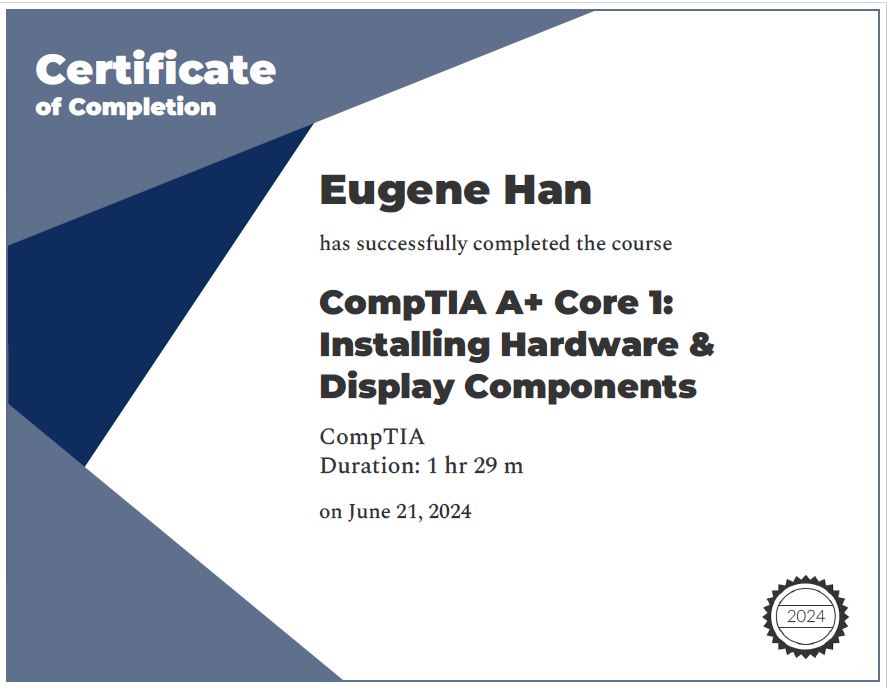 Certificate
of Completion
Eugene Han
has successfully completed the course
CompTIA A+ Core 1:
Installing Hardware &
Display Components
CompTIA
Duration: 1 hr 29 m
on June 21, 2024
2024